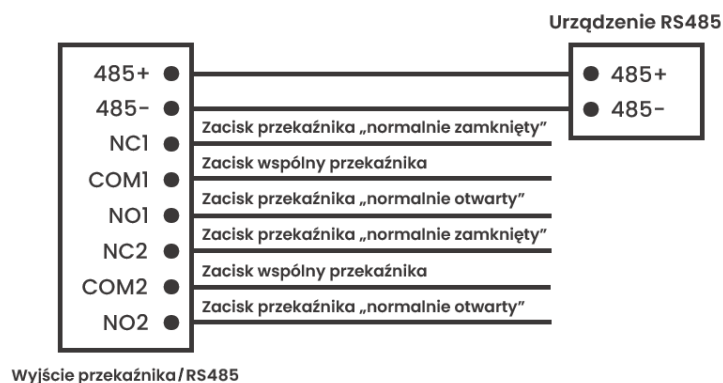 Urządzenie RS485
485+
485+
485-
485-
Zacisk przekaźnika „normalnie zamknięty”
NC1
Zacisk wspólny przekaźnika
COM1
Zacisk przekaźnika „normalnie otwarty”
NO1
Zacisk przekaźnika „normalnie zamknięty”
NC2
Zacisk wspólny przekaźnika
COM2
Zacisk przekaźnika „normalnie otwarty”
NO2
Wyjście przekaźnika/RS485